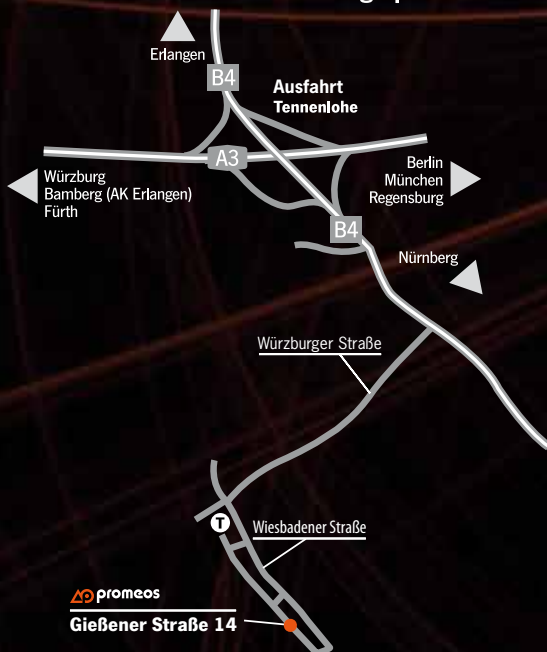 Erlangen
B4
Ausfahrt
Tennenlohe
A3
Würzburg
Bamberg (AK Erlangen)
Fürth
Berlin
München
Regensburg
B4
Nürnberg
Würzburger Straße
T
Wiesbadener Straße
promeos
Gießener Straße 14